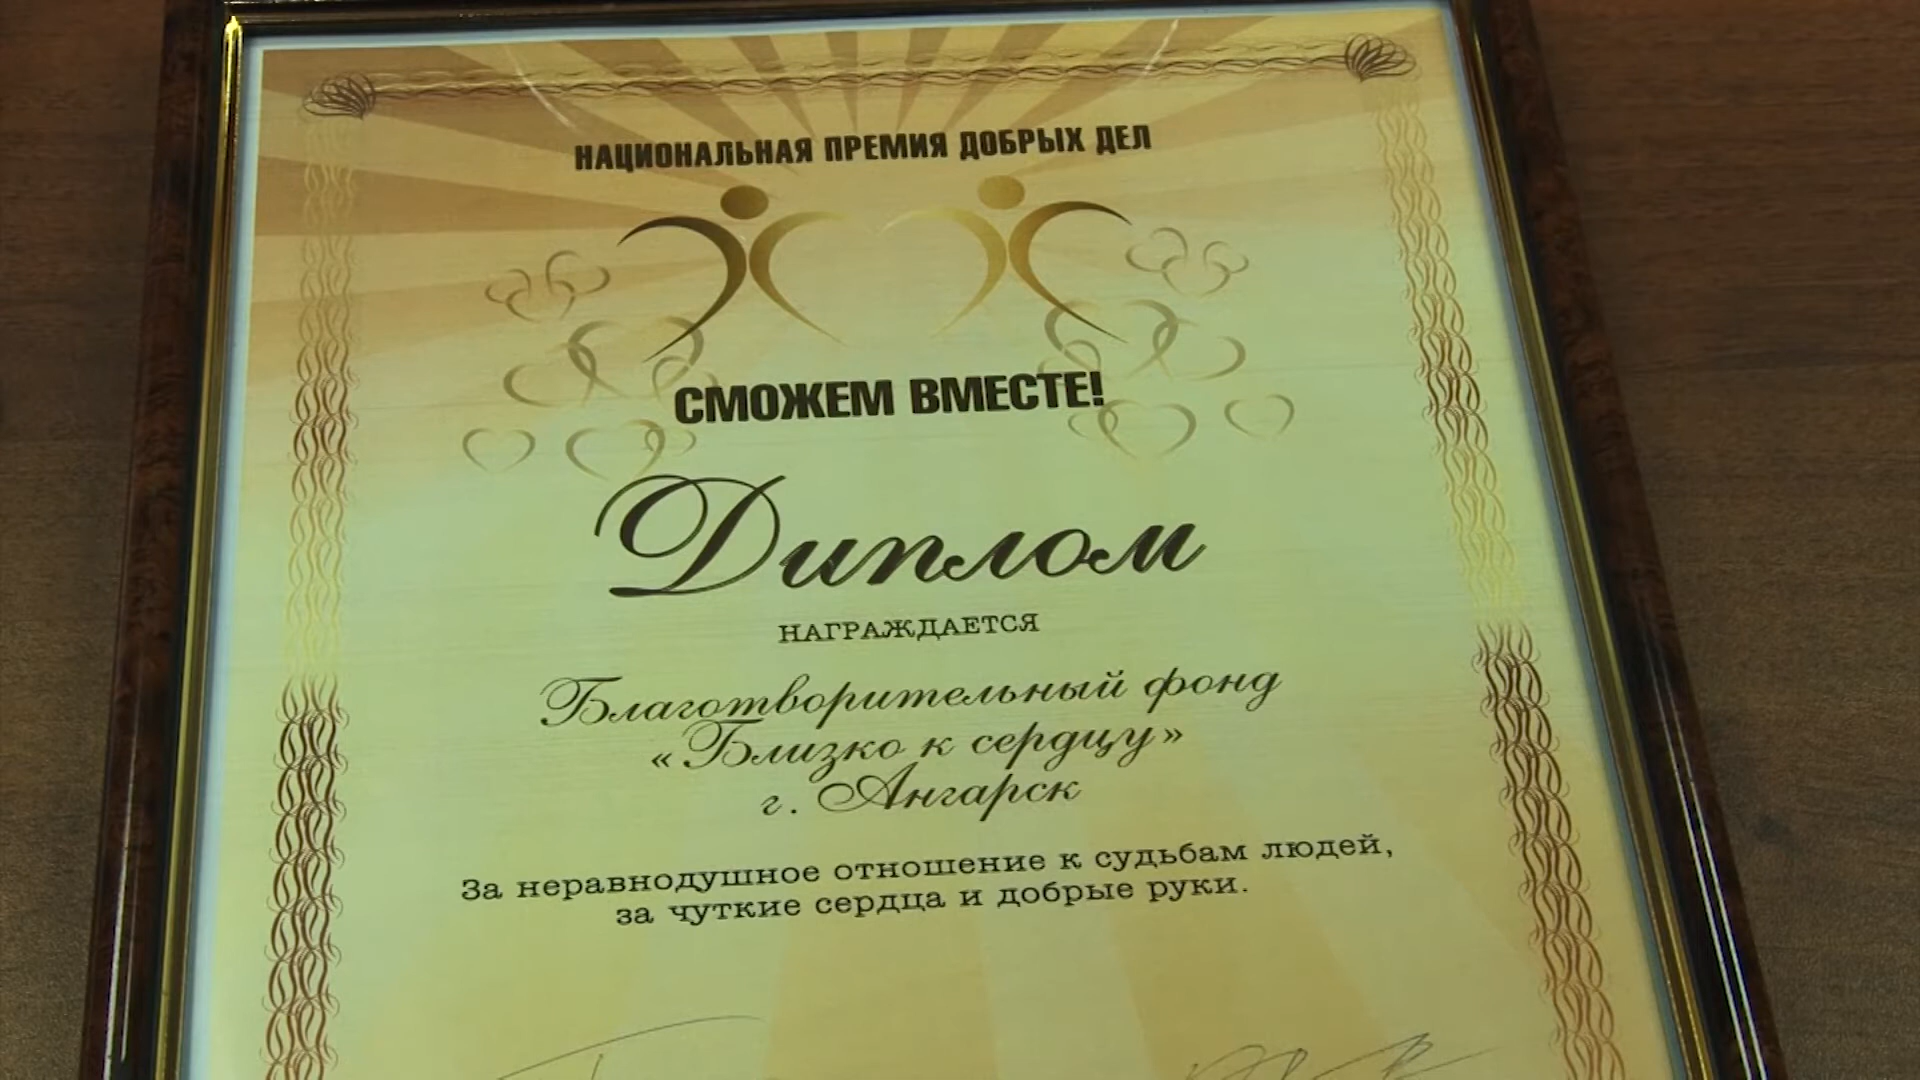 НАЦИОНАЛЬНАЯ ПРЕМИЯ ДОБРЫХ ДЕЛ
СМОЖЕМ ВМЕСТЕ!
Диплом
НАГРАЖДАЕТСЯ
Благотворительный фонд
«Близко к сердцу»
г. Ангарск
За неравнодушное отношение к судьбам людей,
за чуткие сердца и добрые руки.